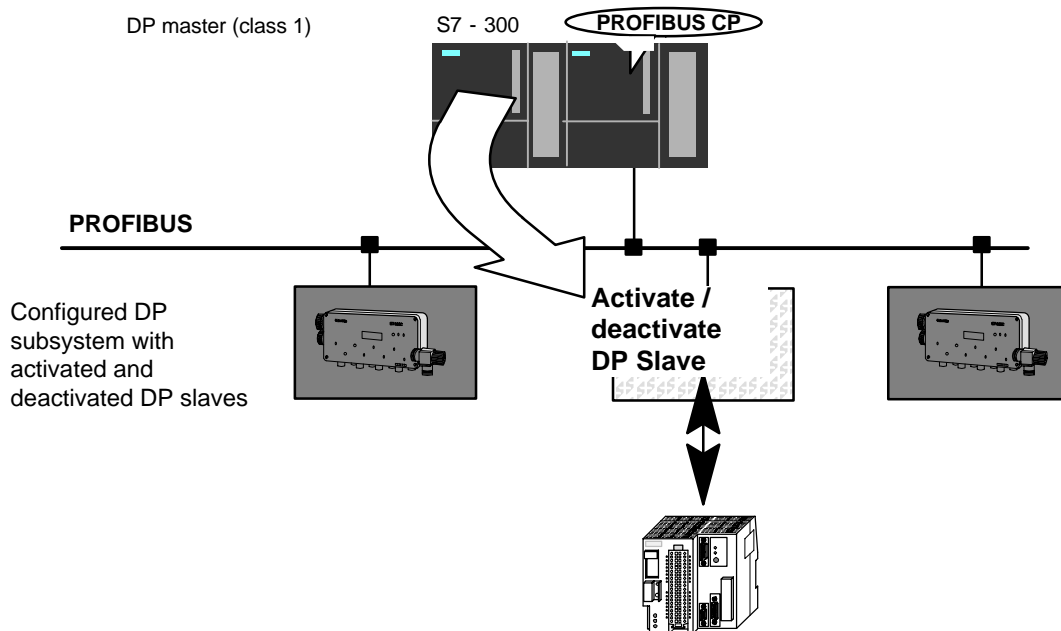 DP master (class 1)
S7 - 300
PROFIBUS CP
PROFIBUS
Configured DP
subsystem with
activated and
deactivated DP slaves
Activate /
deactivate
DP Slave